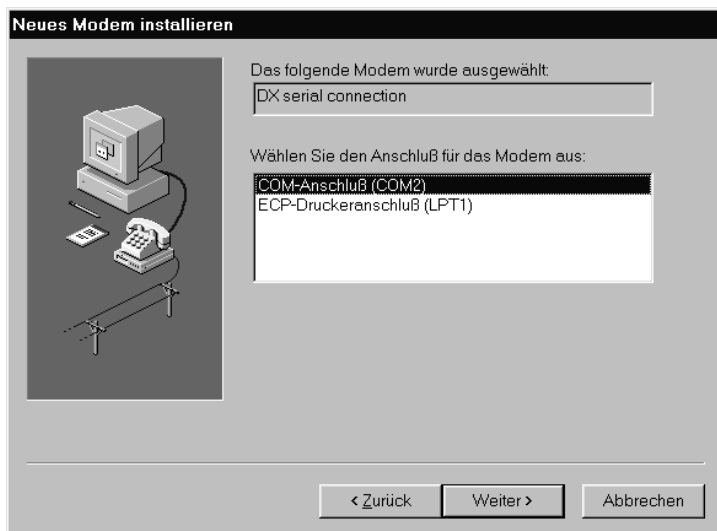 Neues Modem installieren
Das folgende Modem wurde ausgewählt:
DX serial connection
Wählen Sie den Anschluß für das Modem aus:
COM-Anschluß (COM2)
ECP-Druckeranschluß (LPT1)
< Zurück Weiter > Abbrechen